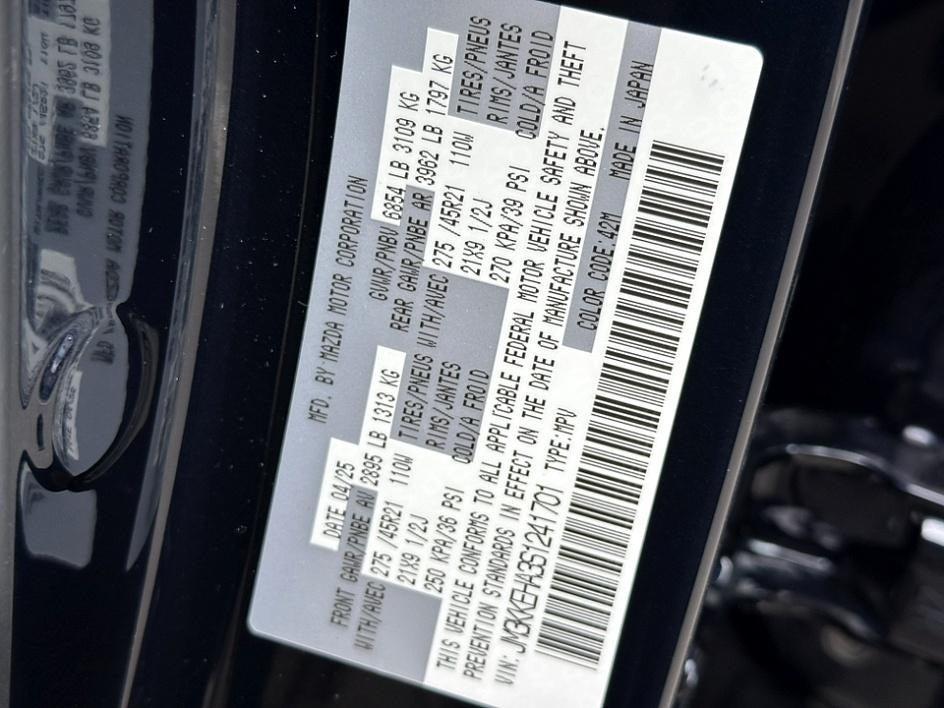 MFD. BY MAZDA MOTOR CORPORATION
DATE 04/25 GVWR/PNBV 6854 LB 3109 KG
FRONT GAWR/PNBE AV 2895 LB 1313 KG REAR GAWR/PNBE AR 3962 LB 1797 KG
WITH/AVEC 275 /45R21 110W TIRES/PNEUS WITH/AVEC 275 /45R21 110W TIRES/PNEUS
21X9 1/2J RIMS/JANTES 21X9 1/2J RIMS/JANTES
250 KPA/36 PSI COLD/A FROID 270 KPA/39 PSI COLD/A FROID
THIS VEHICLE CONFORMS TO ALL APPLICABLE FEDERAL MOTOR VEHICLE SAFETY AND THEFT
PREVENTION STANDARDS IN EFFECT ON THE DATE OF MANUFACTURE SHOWN ABOVE.
VIN: JM3KKEHA3S1241701 TYPE:MPV COLOR CODE:42M MADE IN JAPAN